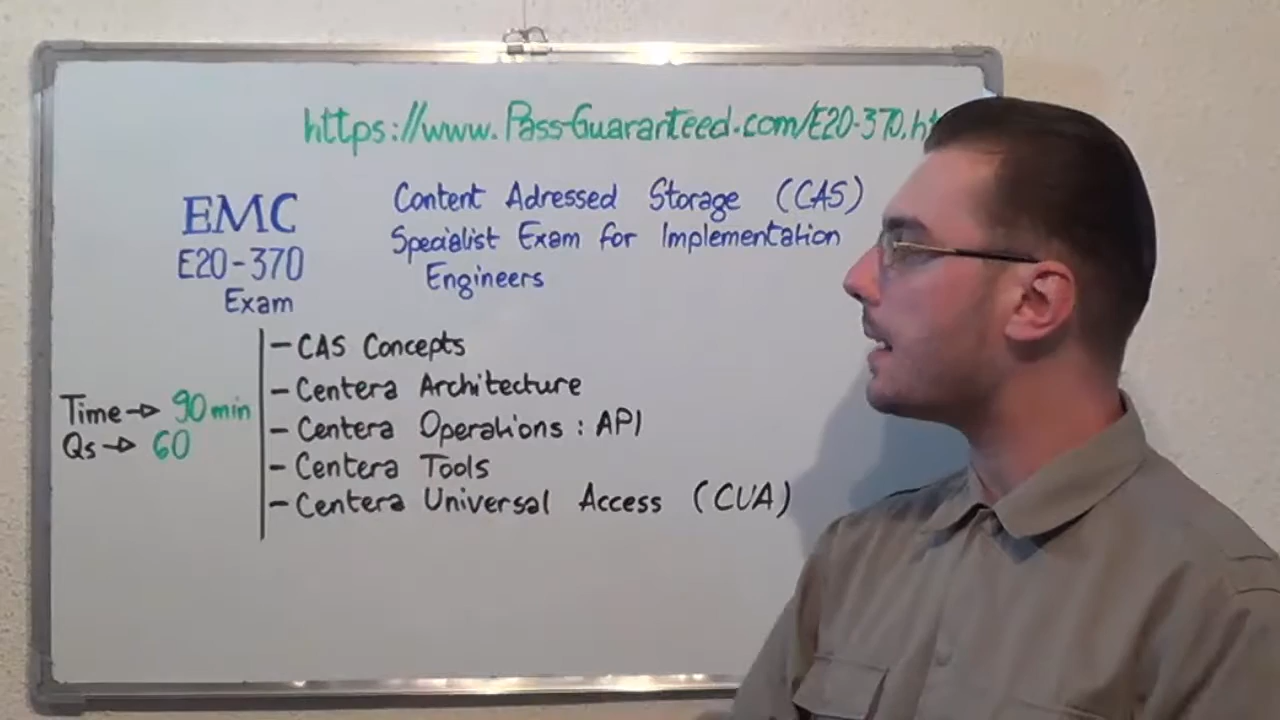 https://www.Pass-Guaranteed.com/E20-370.ht
EMC
E20-370
Exam
Content Adressed Storage (CAS)
Specialist Exam for Implementation
Engineers
Time→ 90 min
Qs→ 60
- CAS Concepts
- Centera Architecture
- Centera Operations: API
- Centera Tools
- Centera Universal Access (CUA)